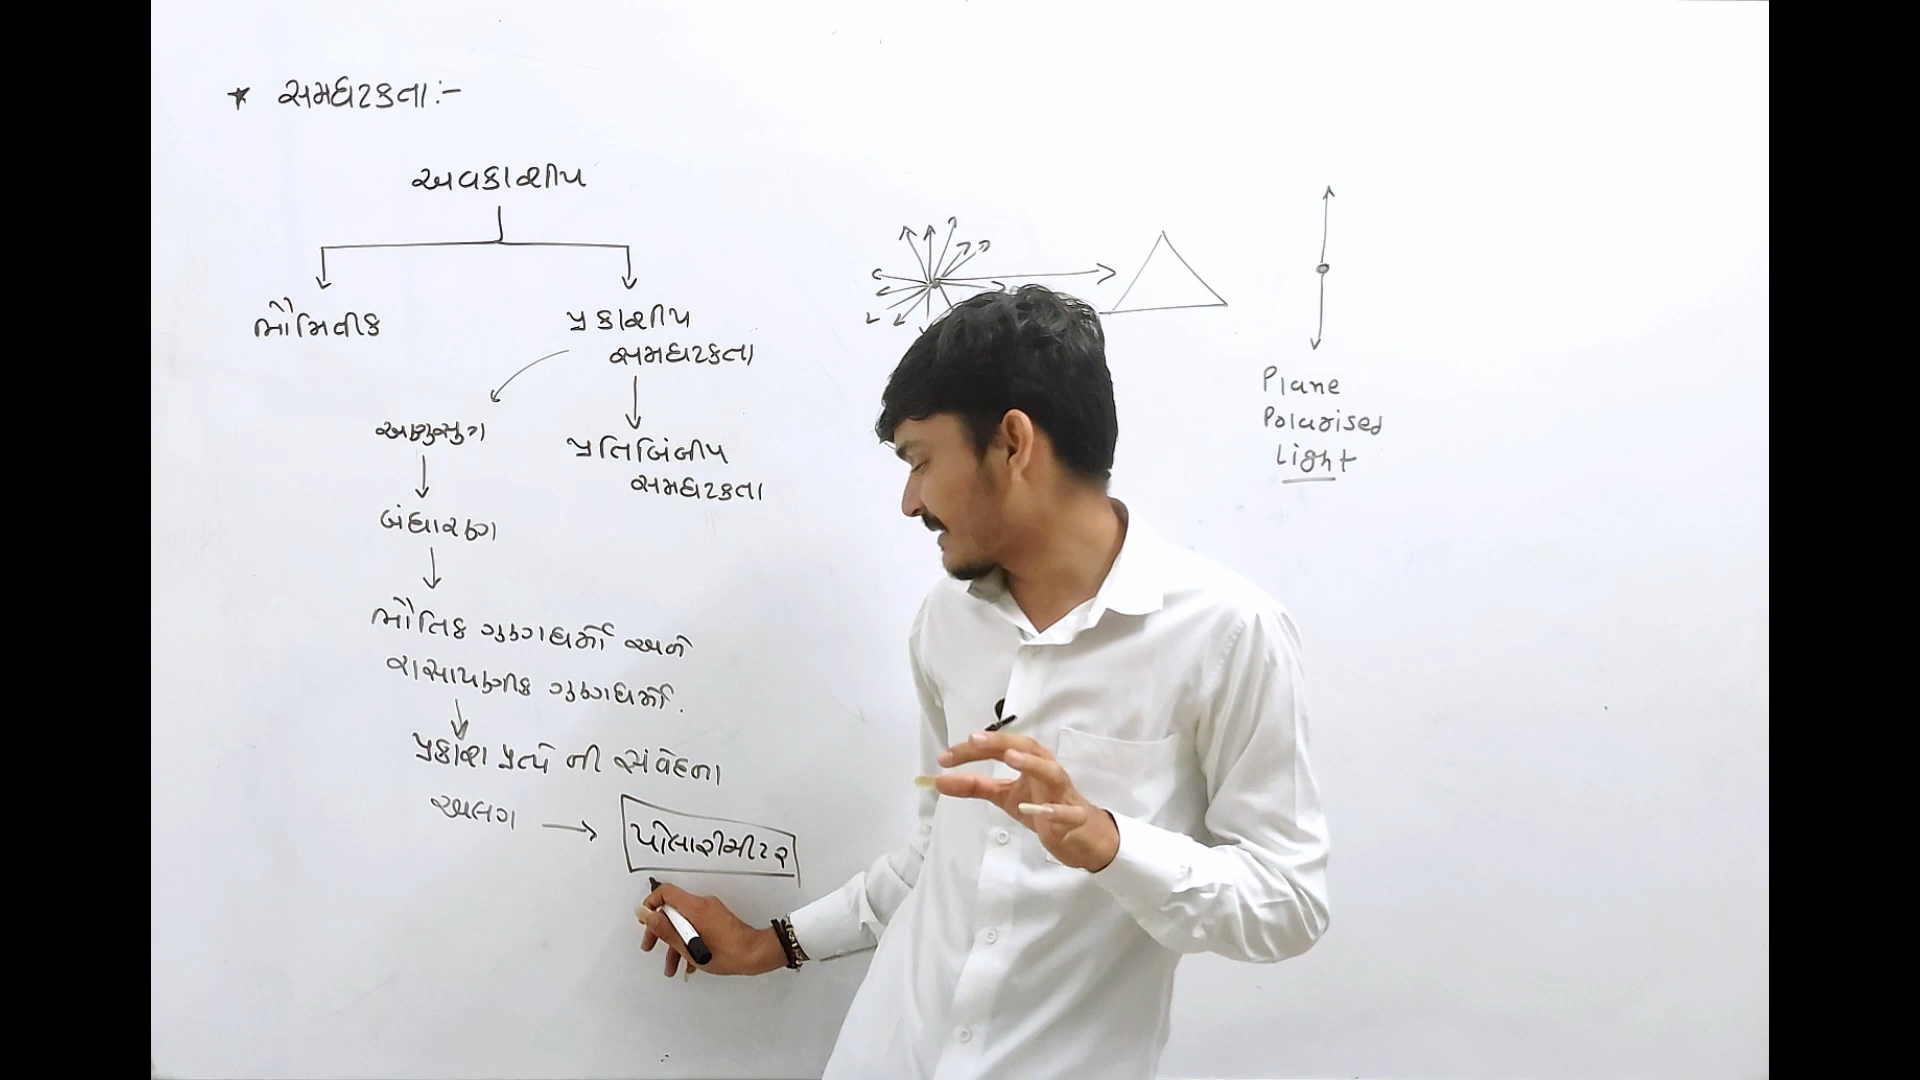 * સમઘટકતા :-
અવકાશીય
ભૌમિતીક
પ્રકાશીય
સમઘટકતા
અણુસુત્ર
બંધારણ
પ્રતિબિંબીય
સમઘટકતા
ભૌતિક ગુણધર્મો અને
રાસાયણીક ગુણધર્મો.
પ્રકાશ પ્રત્યે ની સંવેદના
અલગ →
પોલારીમીટર
Plane
Polarised
Light